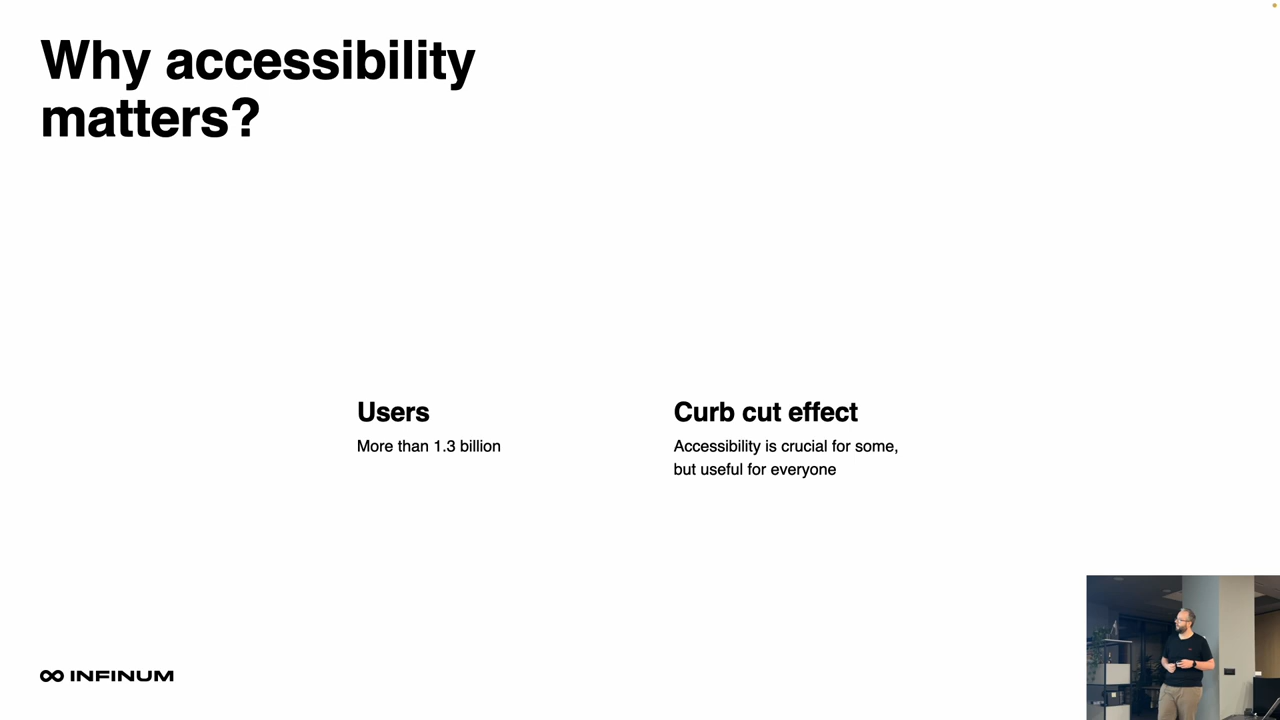 Why accessibility
matters?
Users
More than 1.3 billion
Curb cut effect
Accessibility is crucial for some,
but useful for everyone
INFINUM